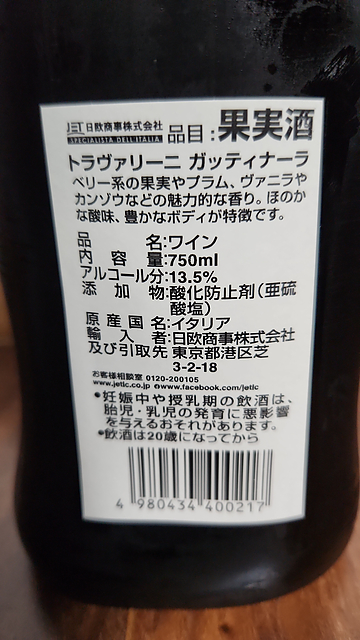 JET 日欧商事株式会社
SPECIALISTA DELL'ITALIA
品目:果実酒
トラヴァリーニ ガッティナーラ
ベリー系の果実やプラム、ヴァニラや
カンゾウなどの魅力的な香り。ほのか
な酸味、豊かなボディが特徴です。
品名:ワイン
内容量:750ml
アルコール分:13.5%
添加物:酸化防止剤(亜硫
酸塩)
原産国名:イタリア
輸入者:日欧商事株式会社
及び引取先 東京都港区芝
3-2-18
お客様相談室 0120-200105
www.jetlc.co.jp www.facebook.com/jetlc
•妊娠中や授乳期の飲酒は、
胎児・乳児の発育に悪影響
を与えるおそれがあります。
•飲酒は20歳になってから
4 980434 400217